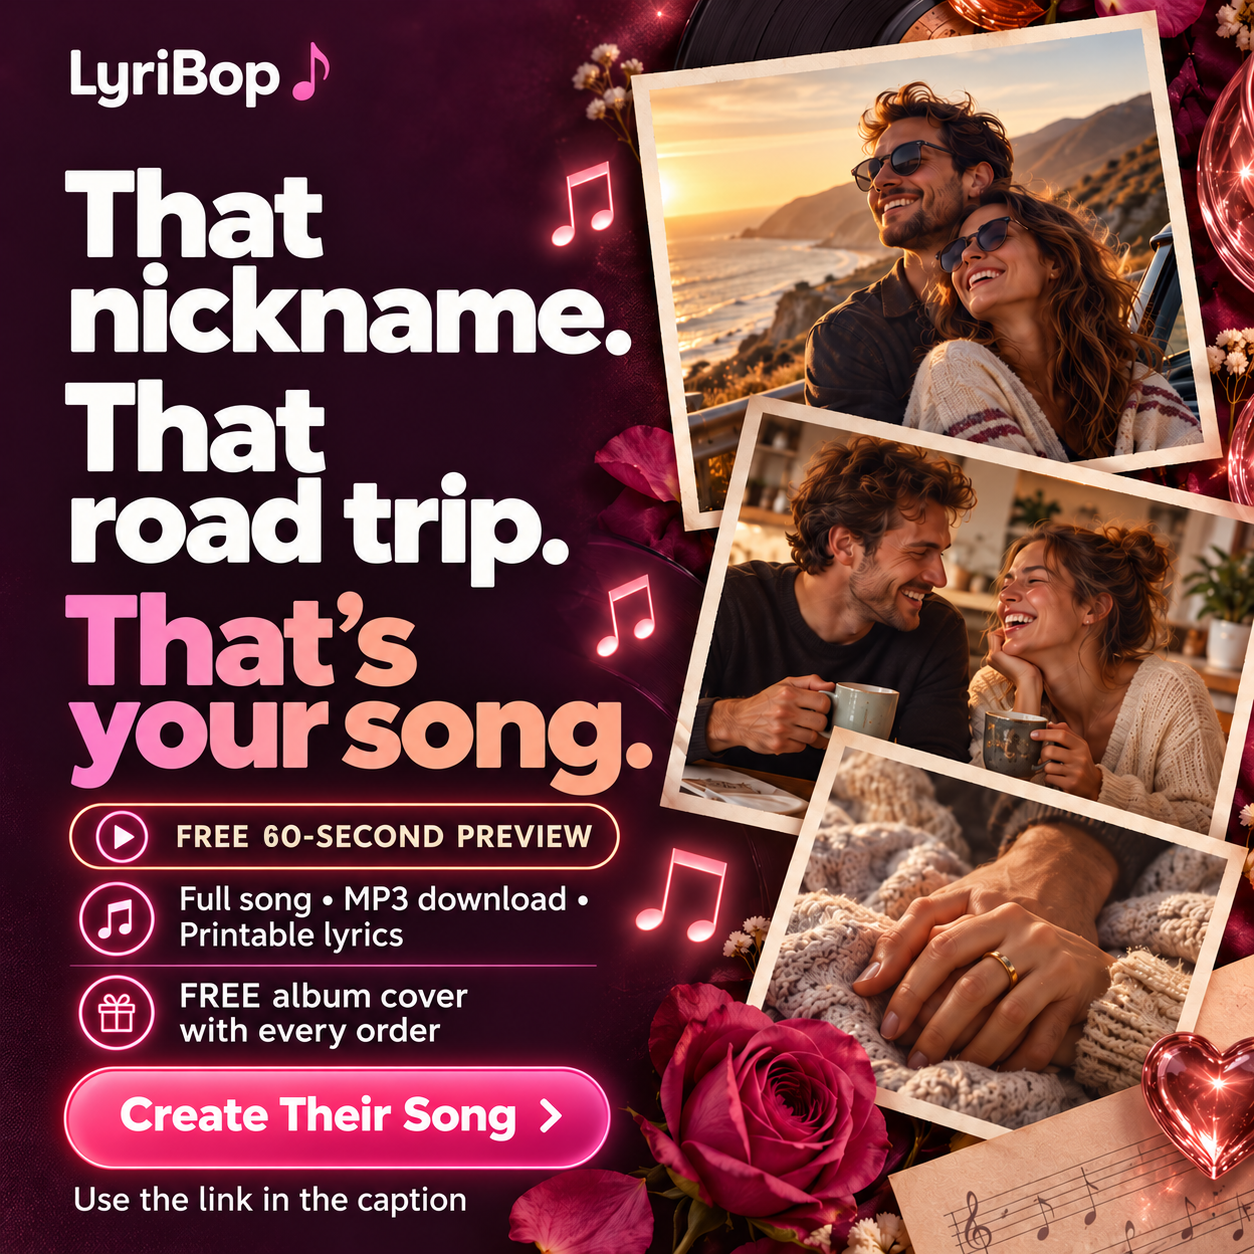 LyriBop
That
nickname.
That
road trip.
That's
your song.
FREE 60-SECOND PREVIEW
Full song • MP3 download •
Printable lyrics
FREE album cover
with every order
Create Their Song
Use the link in the caption